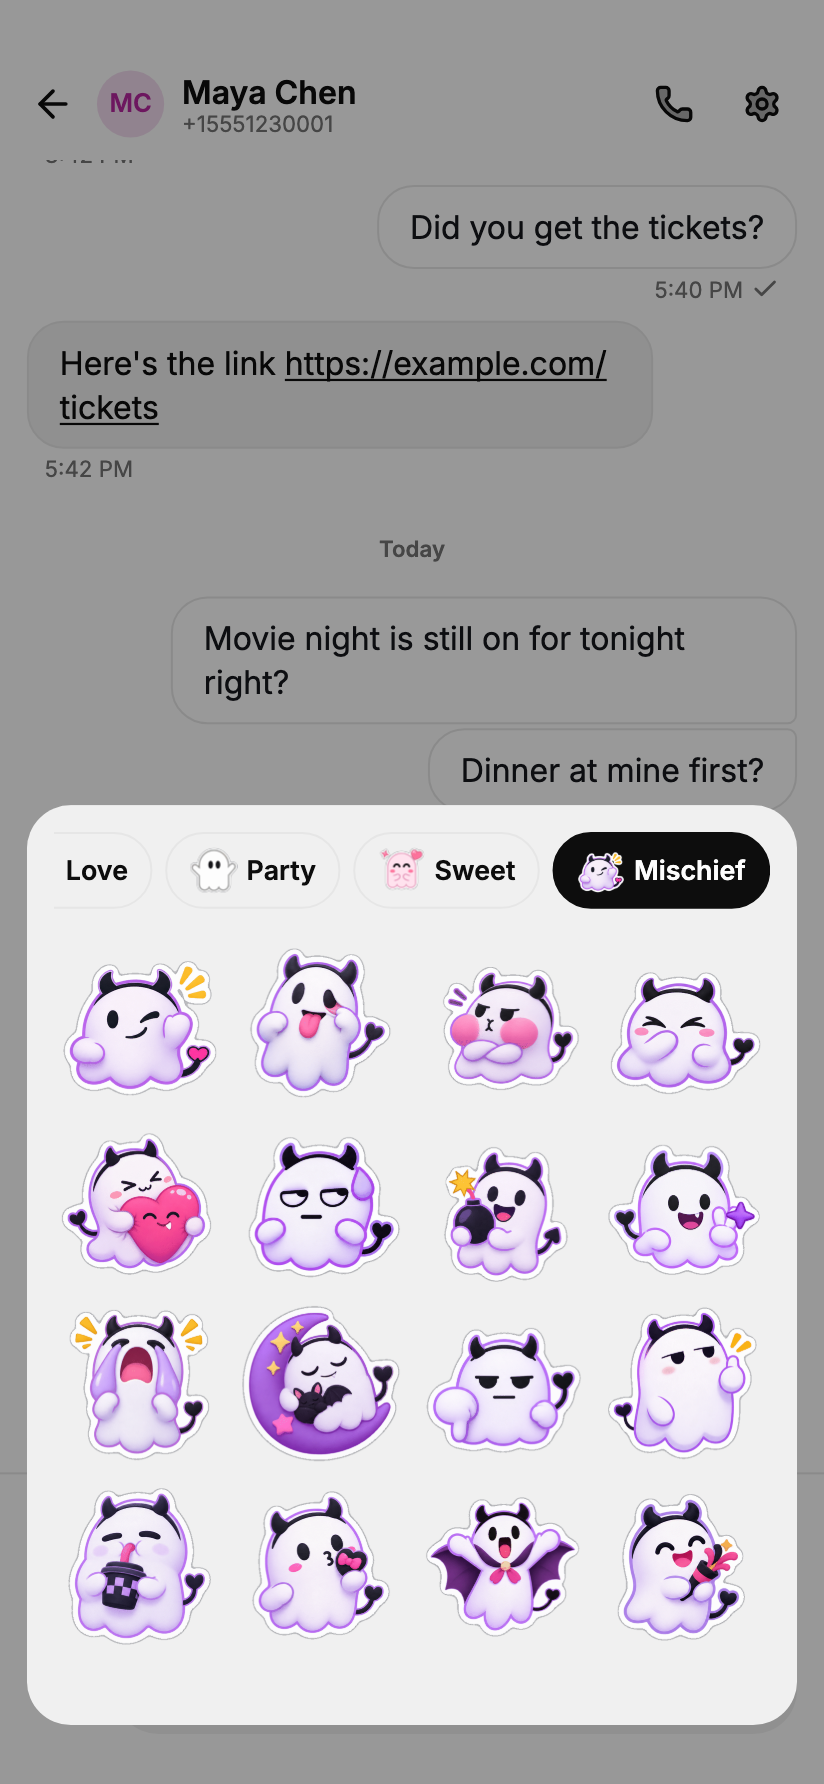 MC
Maya Chen
+15551230001
Did you get the tickets?
5:40 PM
Here's the link https://example.com/
tickets
5:42 PM
Today
Movie night is still on for tonight
right?
Dinner at mine first?
Love
Party
Sweet
Mischief